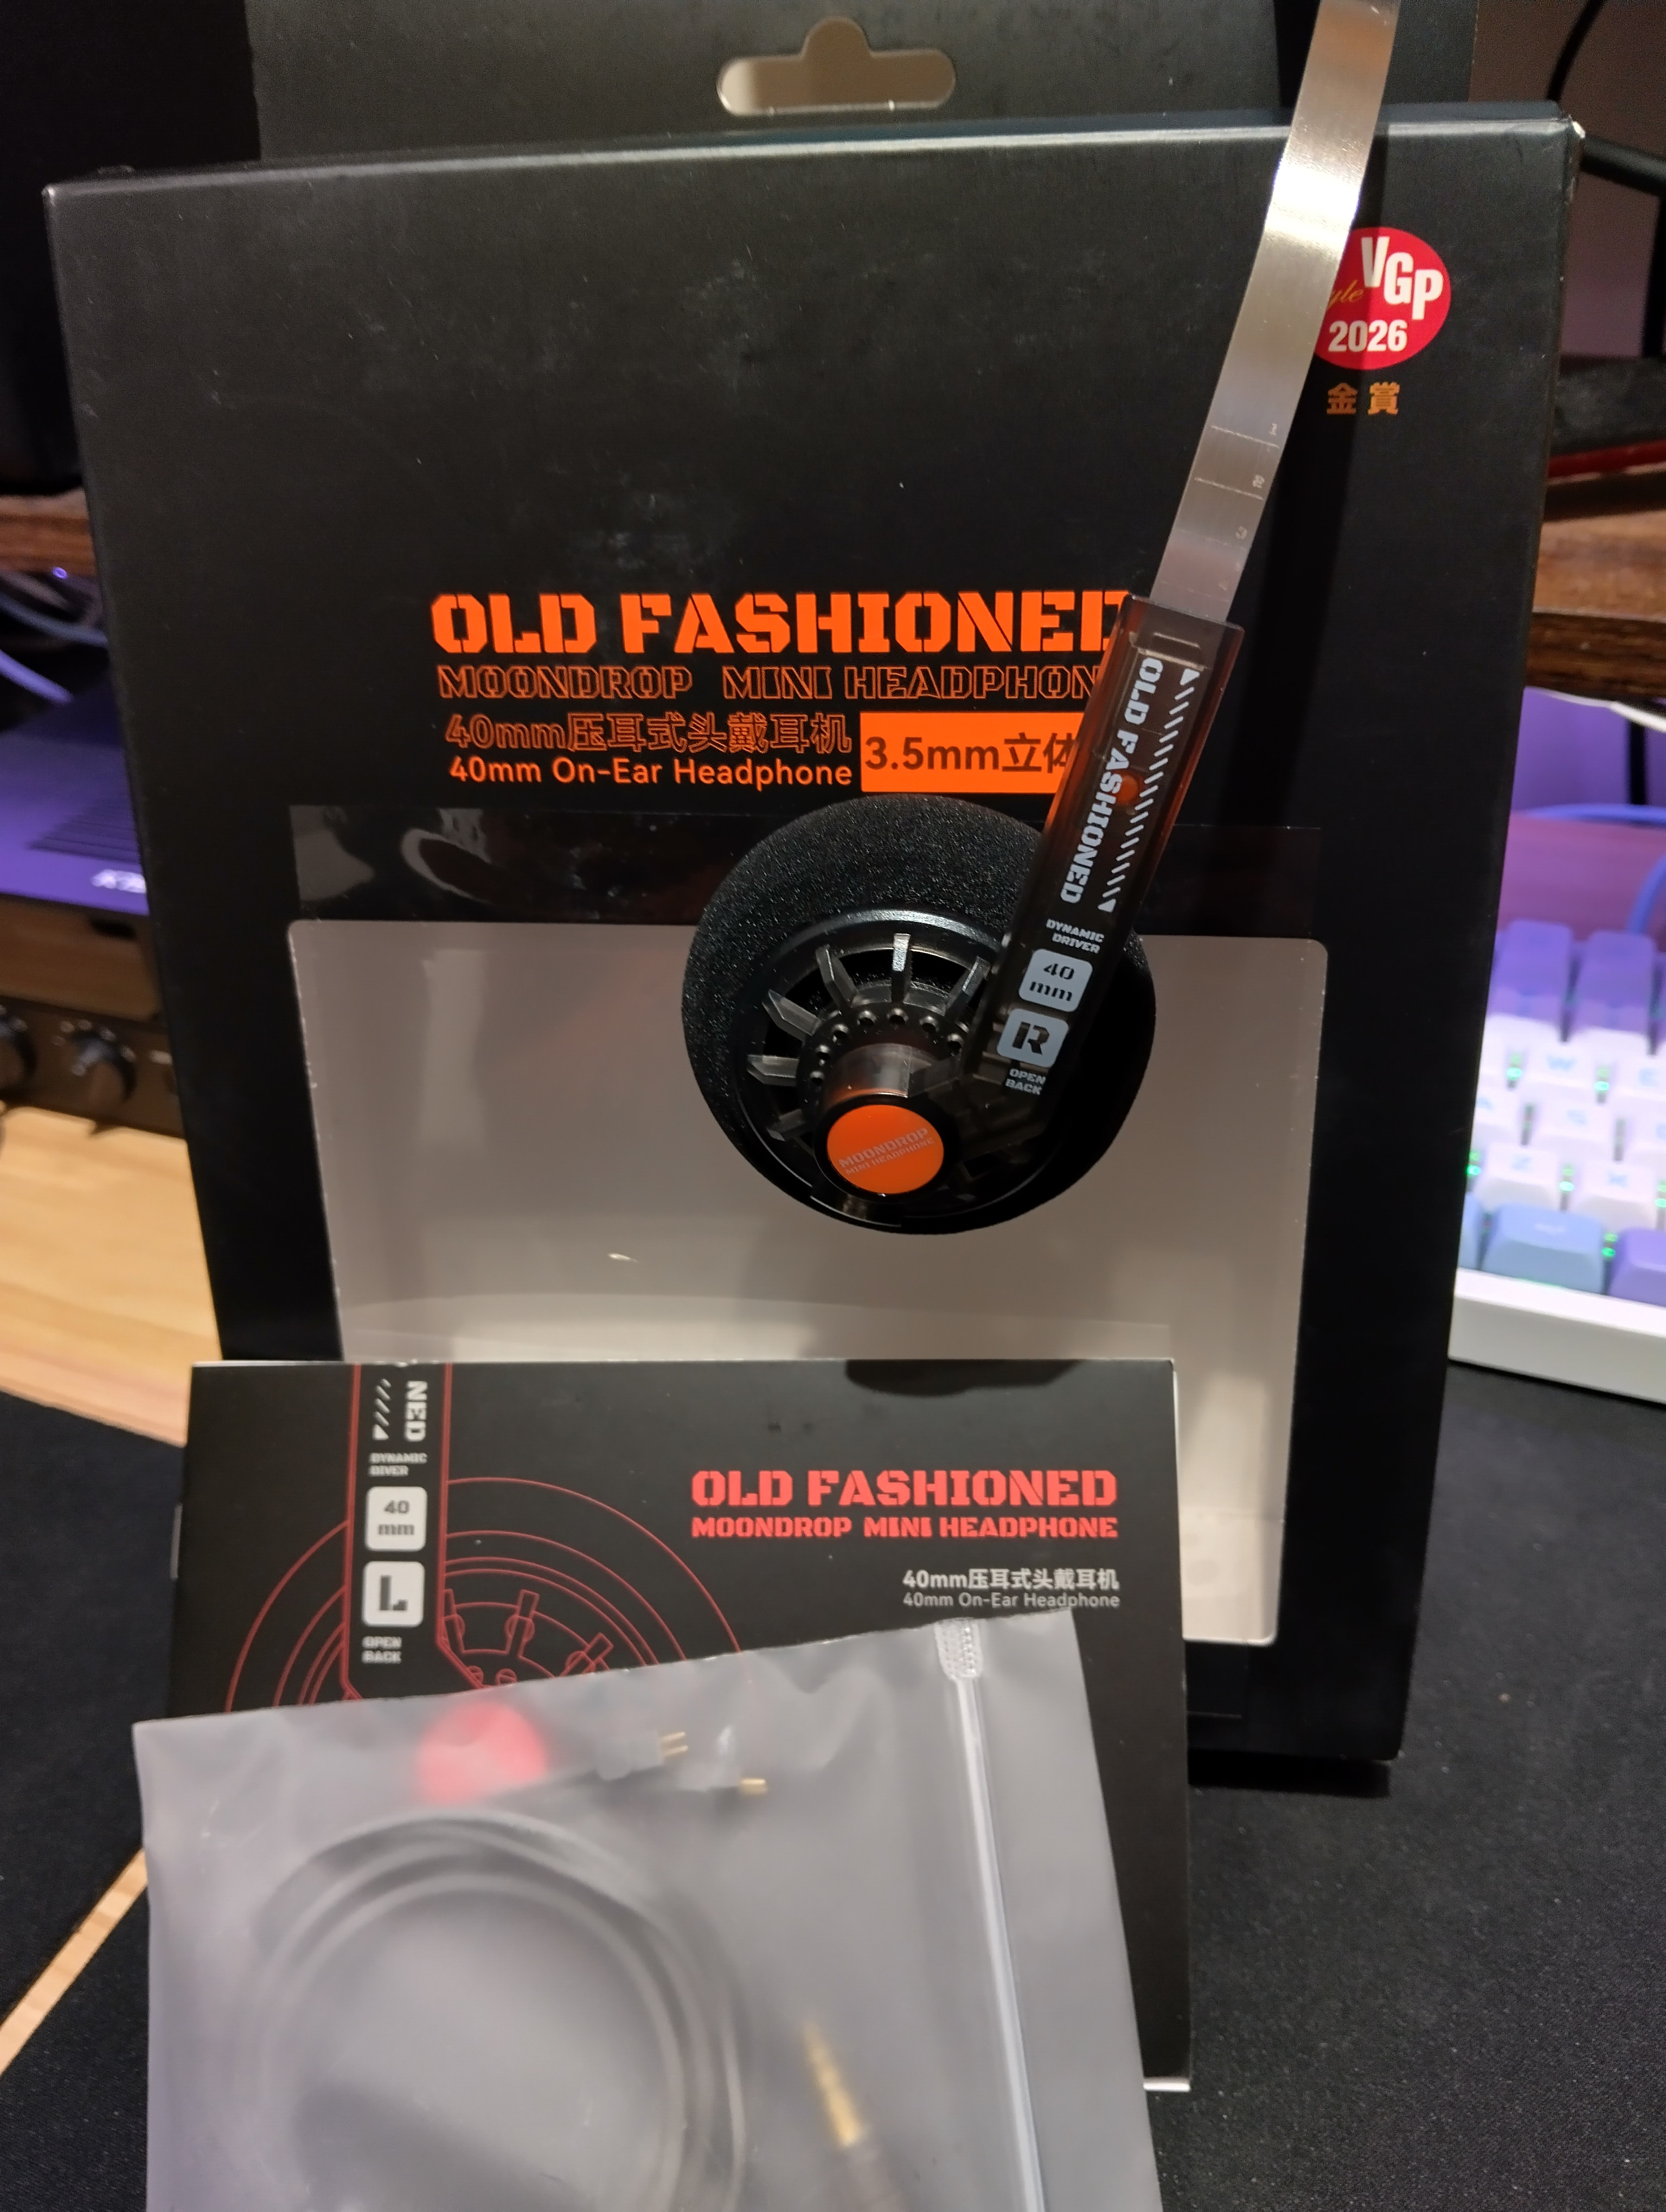 VGP
2026
金賞
OLD FASHIONED
MOONDROP MINI HEADPHON
40mm压耳式头戴耳机
3.5mm立体
40mm On-Ear Headphone
OLD FASHIONED
DYNAMIC
DRIVER
40
mm
R
OPEN
BACK
MOONDROP
MINI HEADPHONE
NED
DYNAMIC
DIVER
40
mm
L
OPEN
BACK
OLD FASHIONED
MOONDROP MINI HEADPHONE
40mm压耳式头戴耳机
40mm On-Ear Headphone
W
E
A
S
Z
X